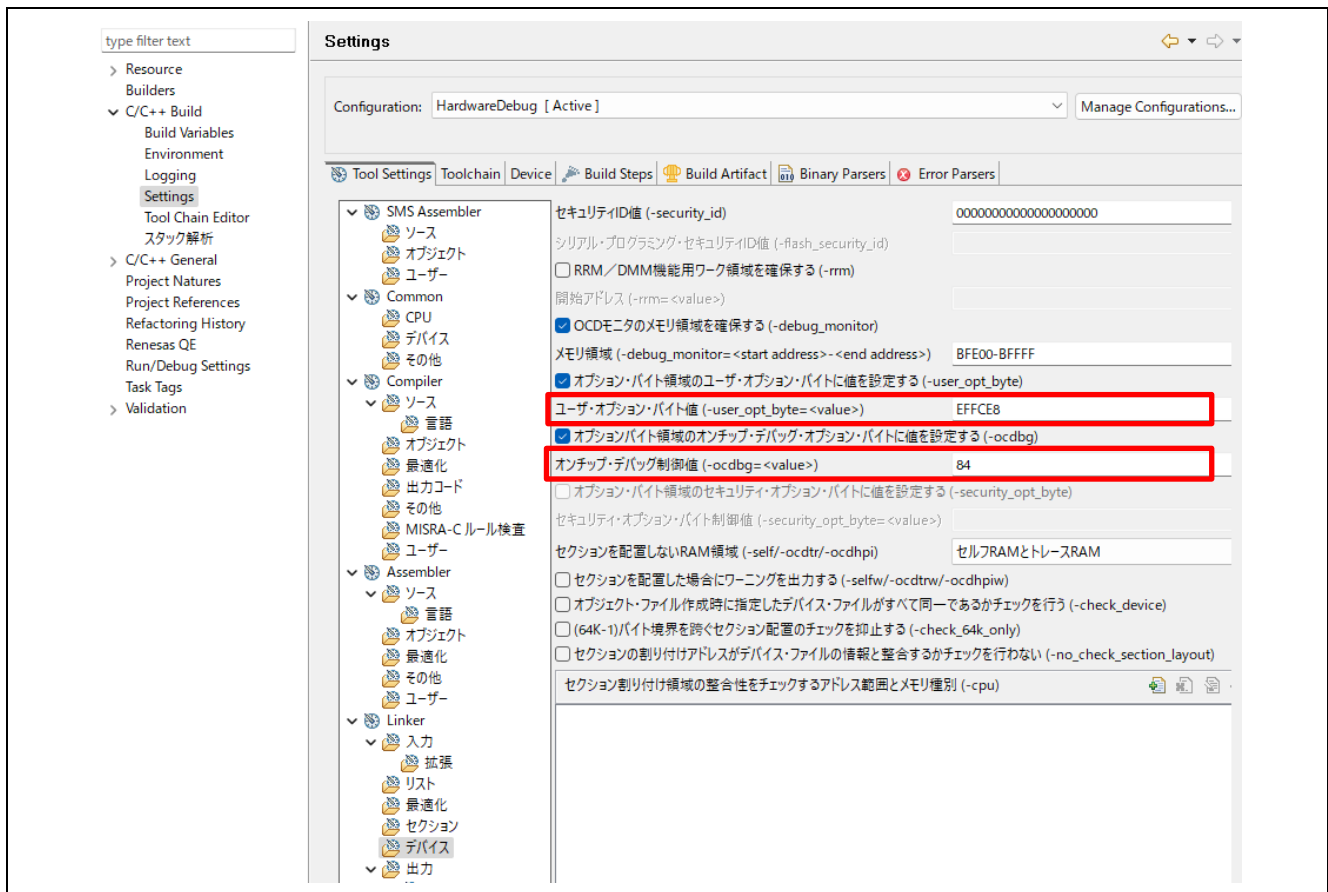 type filter text
Resource
Builders
C/C++ Build
Build Variables
Environment
Logging
Settings
Tool Chain Editor
スタック解析
C/C++ General
Project Natures
Project References
Refactoring History
Renesas QE
Run/Debug Settings
Task Tags
Validation
Settings
Configuration: HardwareDebug [ Active ] Manage Configurations...
Tool Settings Toolchain Device Build Steps Build Artifact Binary Parsers Error Parsers
SMS Assembler
ソース
オブジェクト
ユーザー
Common
CPU
デバイス
その他
Compiler
ソース
言語
オブジェクト
最適化
出力コード
その他
MISRA-C ルール検査
ユーザー
Assembler
ソース
言語
オブジェクト
最適化
その他
ユーザー
Linker
入力
拡張
リスト
最適化
セクション
デバイス
出力
セキュリティID値 (-security_id) 00000000000000000000
シリアル・プログラミング・セキュリティID値 (-flash_security_id)
RRM/DMM機能用ワーク領域を確保する (-rrm)
開始アドレス (-rrm=<value>)
OCDモニタのメモリ領域を確保する (-debug_monitor)
メモリ領域 (-debug_monitor=<start address>-<end address>) BFE00-BFFFF
オプション・バイト領域のユーザ・オプション・バイトに値を設定する (-user_opt_byte)
ユーザ・オプション・バイト値 (-user_opt_byte=<value>) EFFCE8
オプションバイト領域のオンチップ・デバッグ・オプション・バイトに値を設定する (-ocdbg)
オンチップ・デバッグ制御値 (-ocdbg=<value>) 84
オプション・バイト領域のセキュリティ・オプション・バイトに値を設定する (-security_opt_byte)
セキュリティ・オプション・バイト制御値 (-security_opt_byte=<value>)
セクションを配置しないRAM領域 (-self/-ocdtr/-ocdhpi) セルフRAMとトレースRAM
セクションを配置した場合にワーニングを出力する (-selfw/-ocdtrw/-ocdhpiw)
オブジェクト・ファイル作成時に指定したデバイス・ファイルがすべて同一であるかチェックを行う (-check_device)
(64K-1)バイト境界を跨ぐセクション配置のチェックを抑止する (-check_64k_only)
セクションの割り付けアドレスがデバイス・ファイルの情報と整合するかチェックを行わない (-no_check_section_layout)
セクション割り付け領域の整合性をチェックするアドレス範囲とメモリ種別 (-cpu)